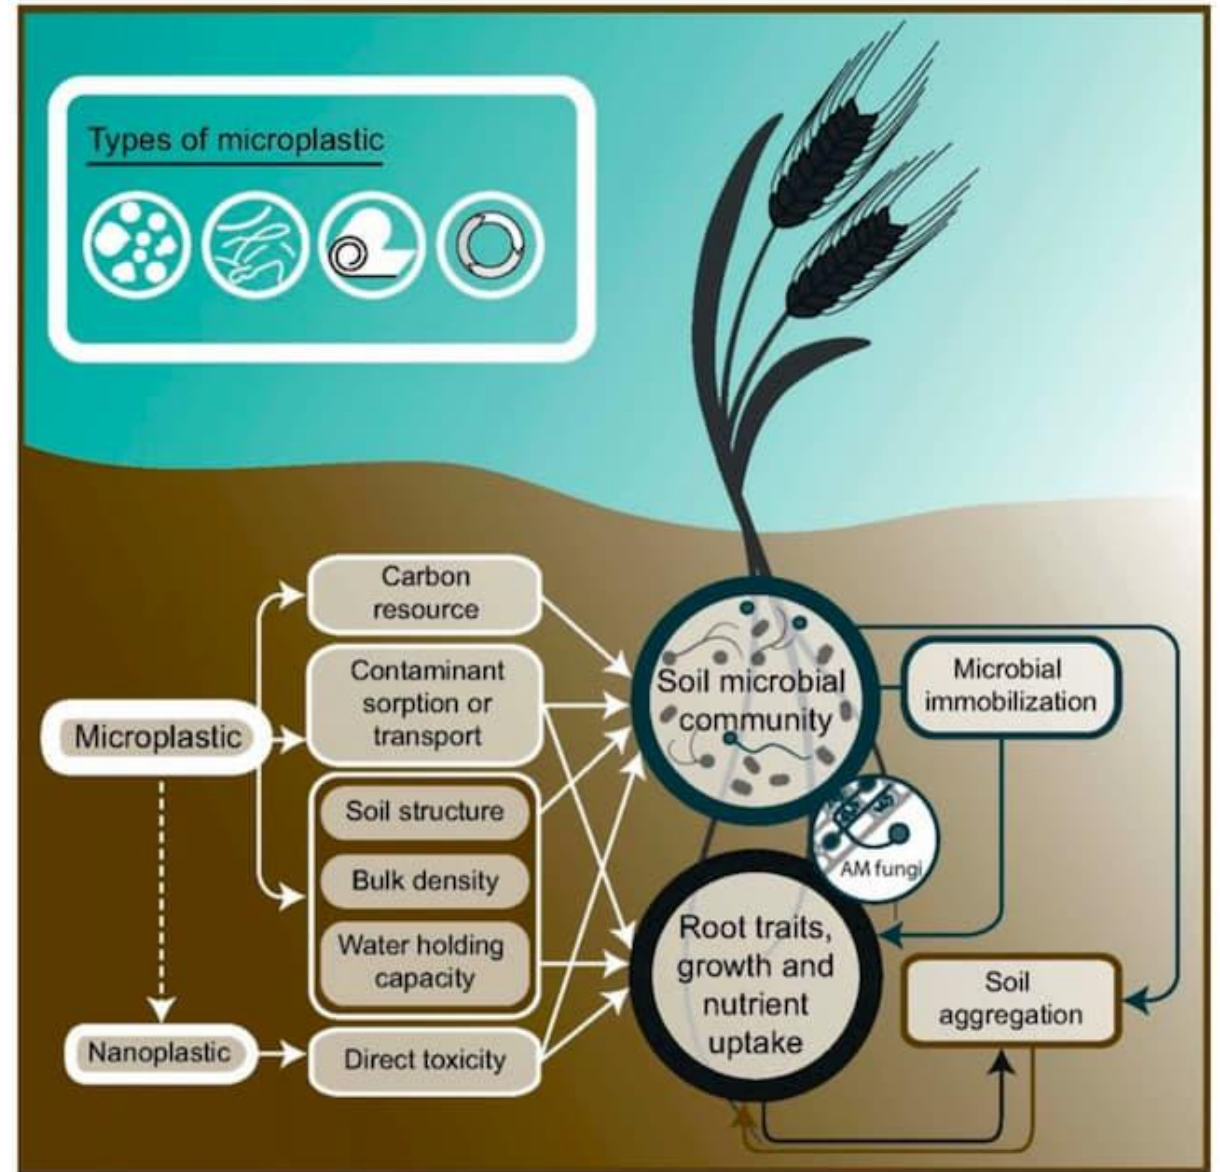 Types of microplastic
Carbon
resource
Contaminant
sorption or
transport
Microplastic
Soil structure
Bulk density
Water holding
capacity
Nanoplastic
Direct toxicity
Soil microbial
community
Microbial
immobilization
AM fungi
Root traits,
growth and
nutrient
uptake
Soil
aggregation